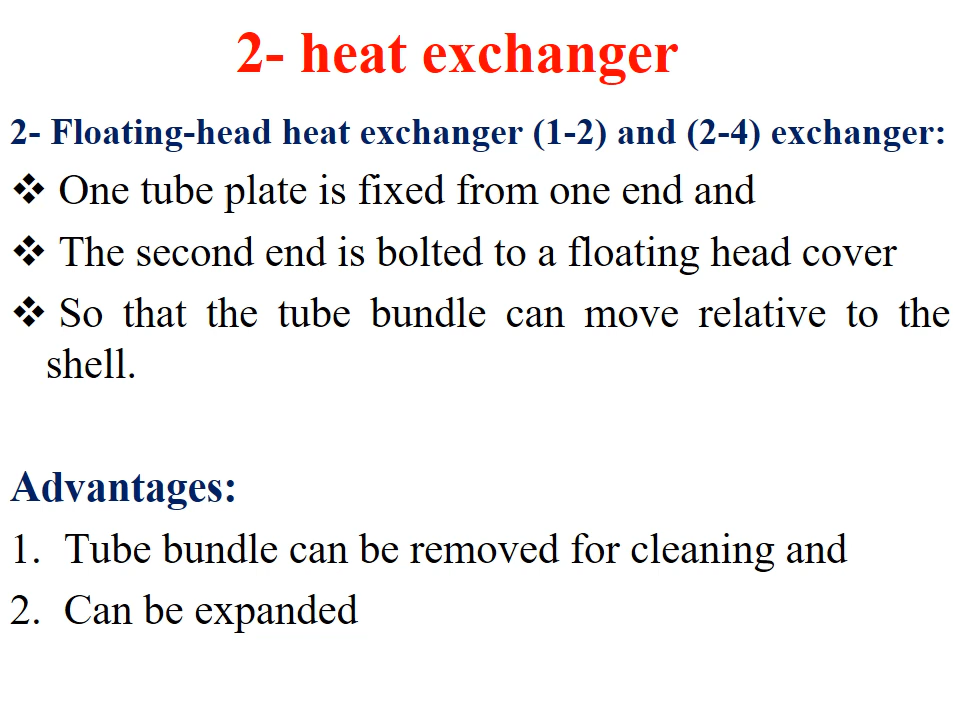 2- heat exchanger
2- Floating-head heat exchanger (1-2) and (2-4) exchanger:
❖ One tube plate is fixed from one end and
❖ The second end is bolted to a floating head cover
❖ So that the tube bundle can move relative to the
shell.
Advantages:
1. Tube bundle can be removed for cleaning and
2. Can be expanded